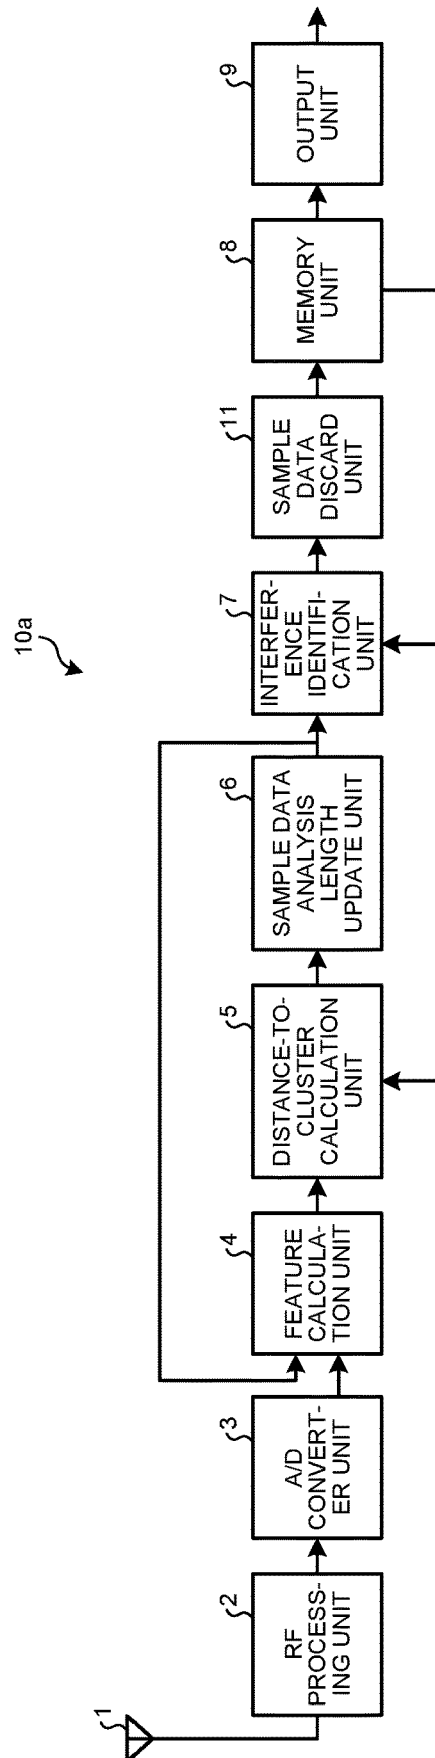 10a
1
2
RF
PROCESS-
ING UNIT
3
A/D
CONVERT-
ER UNIT
4
FEATURE
CALCULA-
TION UNIT
5
DISTANCE-TO-
CLUSTER
CALCULATION
UNIT
6
SAMPLE DATA
ANALYSIS
LENGTH
UPDATE UNIT
7
INTERFER-
ENCE
IDENTIFI-
CATION
UNIT
11
SAMPLE
DATA
DISCARD
UNIT
8
MEMORY
UNIT
9
OUTPUT
UNIT